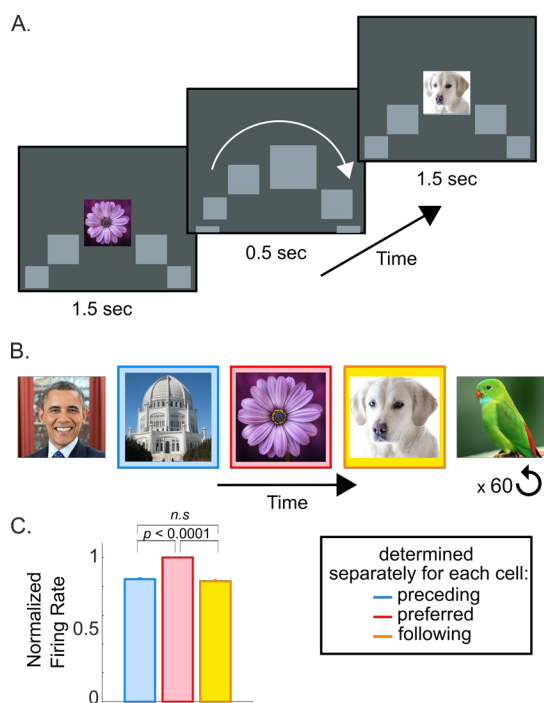 A.
1.5 sec
0.5 sec
1.5 sec
Time
B.
Time
x 60
C.
n.s
p < 0.0001
1
0.5
0
Normalized
Firing Rate
determined
separately for each cell:
preceding
preferred
following